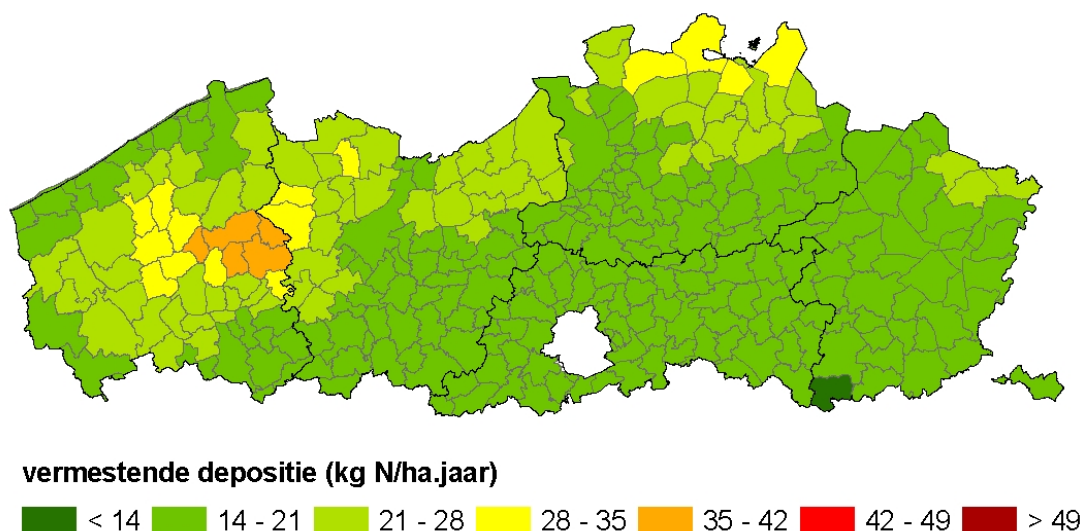 vermestende depositie (kg N/ha.jaar)
< 14 14 - 21 21 - 28 28 - 35 35 - 42 42 - 49 > 49